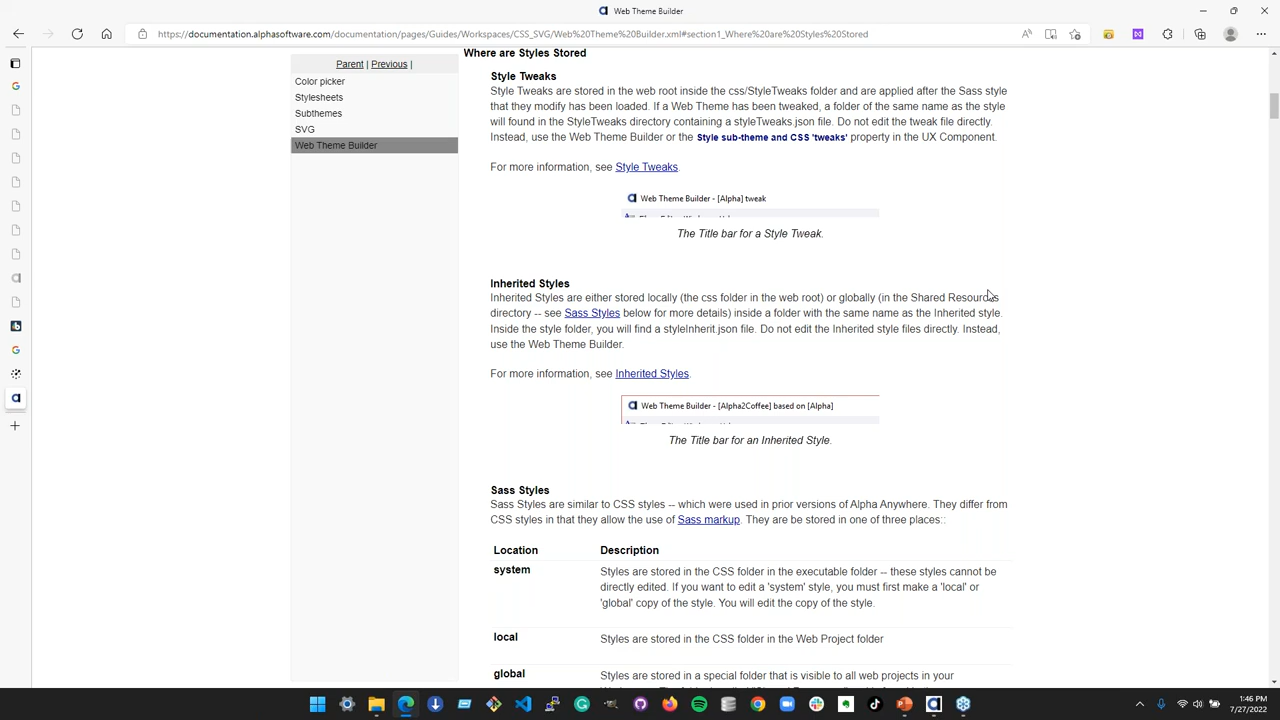 Web Theme Builder
https://documentation.alphasoftware.com/documentation/pages/Guides/Workspaces/CSS_SVG/Web%20Theme%20Builder.xml#section1_Where%20are%20Styles%20Stored
Parent | Previous |
Color picker
Stylesheets
Subthemes
SVG
Web Theme Builder
Where are Styles Stored
Style Tweaks
Style Tweaks are stored in the web root inside the css/StyleTweaks folder and are applied after the Sass style
that they modify has been loaded. If a Web Theme has been tweaked, a folder of the same name as the style
will found in the StyleTweaks directory containing a styleTweaks.json file. Do not edit the tweak file directly.
Instead, use the Web Theme Builder or the Style sub-theme and CSS 'tweaks' property in the UX Component.
For more information, see Style Tweaks.
Web Theme Builder - [Alpha] tweak
The Title bar for a Style Tweak.
Inherited Styles
Inherited Styles are either stored locally (the css folder in the web root) or globally (in the Shared Resources
directory -- see Sass Styles below for more details) inside a folder with the same name as the Inherited style.
Inside the style folder, you will find a styleInherit.json file. Do not edit the Inherited style files directly. Instead,
use the Web Theme Builder.
For more information, see Inherited Styles.
Web Theme Builder - [Alpha2Coffee] based on [Alpha]
The Title bar for an Inherited Style.
Sass Styles
Sass Styles are similar to CSS styles -- which were used in prior versions of Alpha Anywhere. They differ from
CSS styles in that they allow the use of Sass markup. They are be stored in one of three places::
Location Description
system Styles are stored in the CSS folder in the executable folder -- these styles cannot be
directly edited. If you want to edit a 'system' style, you must first make a 'local' or
'global' copy of the style. You will edit the copy of the style.
local Styles are stored in the CSS folder in the Web Project folder
global Styles are stored in a special folder that is visible to all web projects in your
1:46 PM
7/27/2022